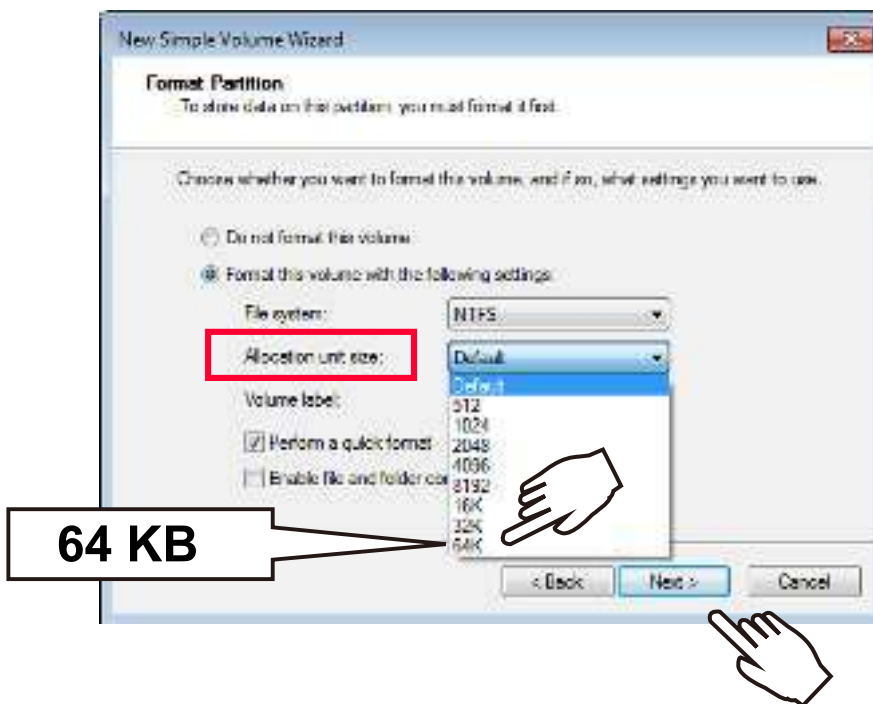 New Simple Volume Wizard
Format Partition
To store data on this partition, you must format it first.
Choose whether you want to format this volume, and if so, what settings you want to use.
Do not format this volume
Format this volume with the following settings:
File system: NTFS
Allocation unit size: Default
Default
Volume label:
512
1024
Perform a quick format 2048
4096
Enable file and folder 8192
16K
32K
64 KB 64K
< Back Next > Cancel